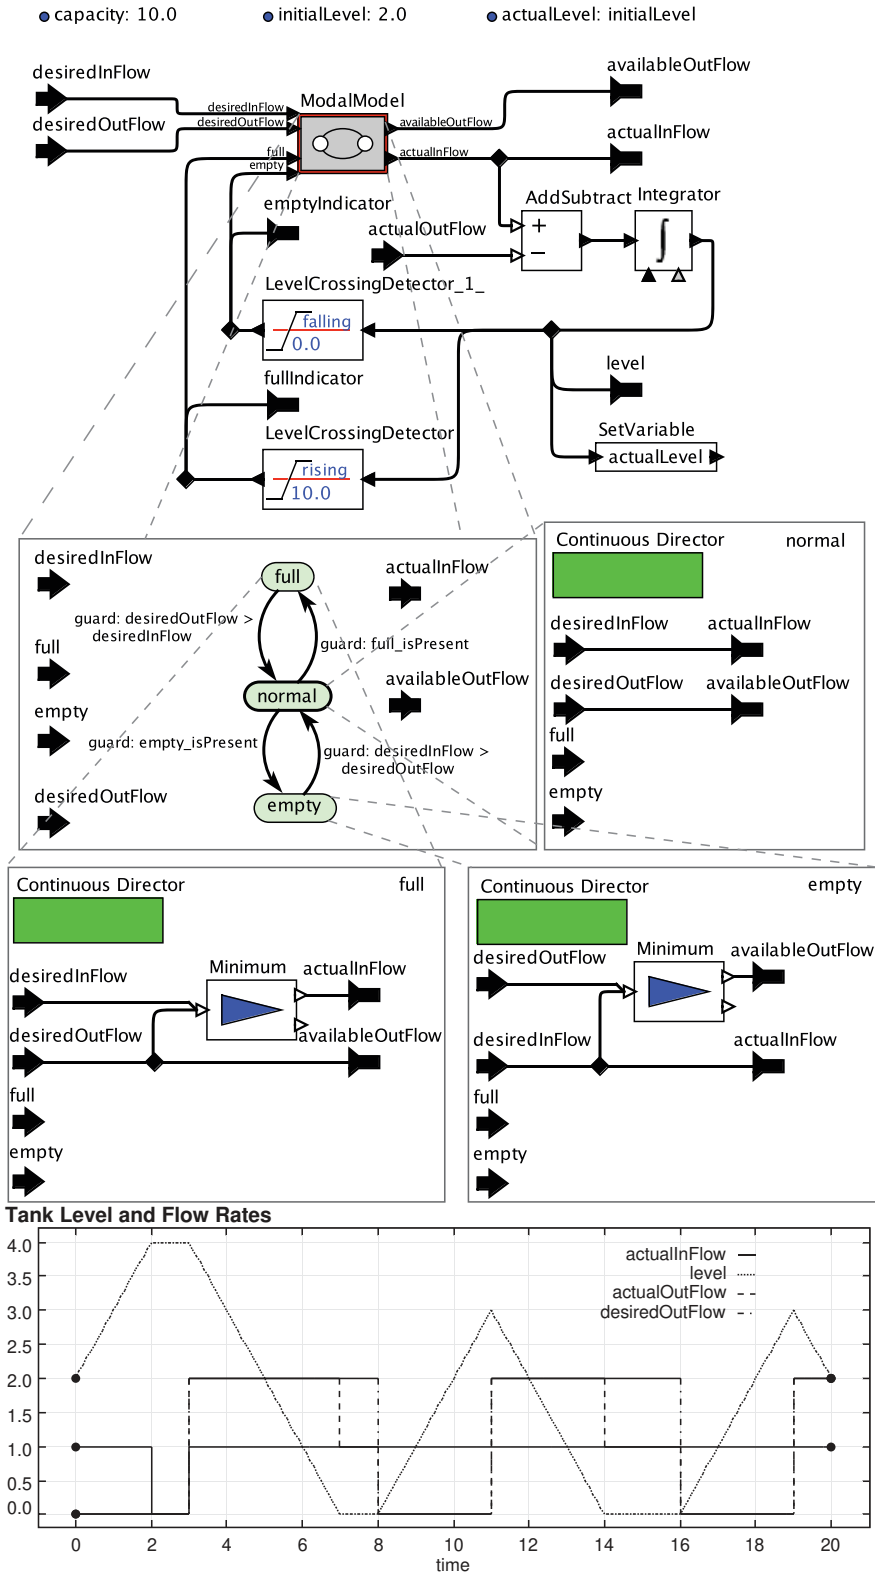 capacity: 10.0
initialLevel: 2.0
actualLevel: initialLevel
desiredInFlow
desiredOutFlow
desiredInFlow
desiredOutFlow
full
empty
ModalModel
availableOutFlow
actualInFlow
availableOutFlow
actualInFlow
emptyIndicator
actualOutFlow
AddSubtract
+
−
Integrator
∫
LevelCrossingDetector_1_
falling
0.0
fullIndicator
level
LevelCrossingDetector
rising
10.0
SetVariable
actualLevel
desiredInFlow
full
empty
desiredOutFlow
full
guard: desiredOutFlow >
desiredInFlow
guard: full_isPresent
normal
guard: empty_isPresent
guard: desiredInFlow >
desiredOutFlow
empty
actualInFlow
availableOutFlow
Continuous Director
normal
desiredInFlow
actualInFlow
desiredOutFlow
availableOutFlow
full
empty
Continuous Director
full
desiredInFlow
Minimum
actualInFlow
desiredOutFlow
availableOutFlow
full
empty
Continuous Director
empty
desiredOutFlow
Minimum
availableOutFlow
desiredInFlow
actualInFlow
full
empty
Tank Level and Flow Rates
4.0
3.5
3.0
2.5
2.0
1.5
1.0
0.5
0.0
actualInFlow
level
actualOutFlow
desiredOutFlow
0 2 4 6 8 10 12 14 16 18 20
time